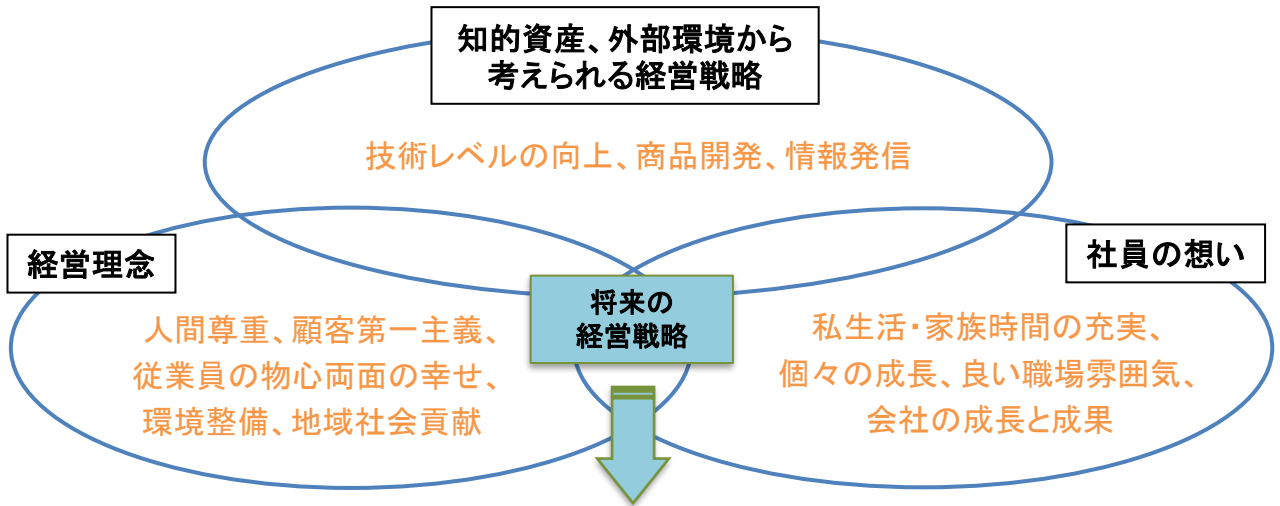 知的資産、外部環境から
考えられる経営戦略
技術レベルの向上、商品開発、情報発信
経営理念
人間尊重、顧客第一主義、
従業員の物心両面の幸せ、
環境整備、地域社会貢献
将来の
経営戦略
社員の想い
私生活・家族時間の充実、
個々の成長、良い職場雰囲気、
会社の成長と成果